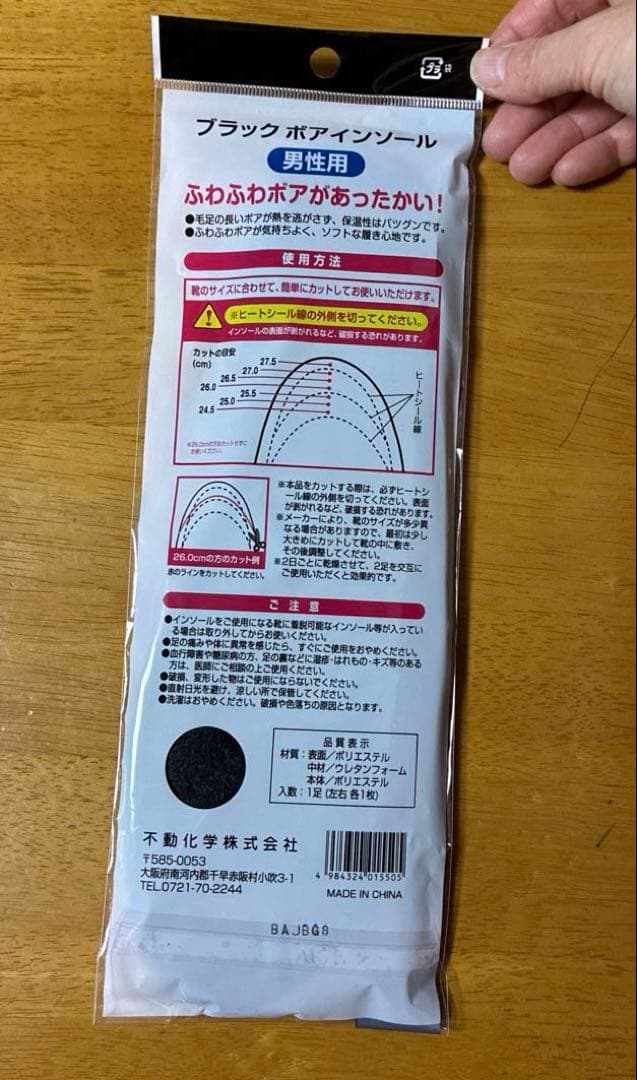 プラ
ブラック ボアインソール
男性用
ふわふわボアがあったかい!
●毛足の長いボアが熱を逃がさず、保温性はバツグンです。
●ふわふわボアが気持ちよく、ソフトな履き心地です。
使用方法
靴のサイズに合わせて、簡単にカットしてお使いいただけます。
※ヒートシール線の外側を切ってください。
インソールの表面が剥がれるなど、破損する恐れがあります。
カットの目安
(cm)
27.5
27.0
26.5
26.0
25.5
25.0
24.5
ヒートシール線
お使いください。
26.0cmの方のカット例
赤のラインをカットしてください。
※本品をカットする際は、必ずヒートシ
ール線の外側を切ってください。表面
が剥がれるなど、破損する恐れがあります。
※メーカーにより、靴のサイズが多少異
なる場合がありますので、最初は少し
大きめにカットして靴の中に敷き、
その後調整してください。
※2日ごとに乾燥させて、2足を交互に
ご使用いただくと効果的です。
ご注意
●インソールをご使用になる靴に着脱可能なインソール等が入ってい
る場合は取り外してからお使いください。
●足の痛みや体に異常を感じたら、すぐにご使用をおやめください。
●血行障害や糖尿病の方、足の裏などに湿疹・はれもの・キズ等のある
方は、医師にご相談の上ご使用ください。
●破損、変形した物はご使用にならないでください。
●直射日光を避け、涼しい所で保管してください。
●洗濯はおやめください。破損や色落ちの原因となります。
品質表示
材質:表面/ポリエステル
中材/ウレタンフォーム
本体/ポリエステル
入数:1足(左右 各1枚)
不動化学株式会社
〒585-0053
大阪府南河内郡千早赤阪村小吹3-1
TEL.0721-70-2244
4 984324 015505
MADE IN CHINA
BAJBG8